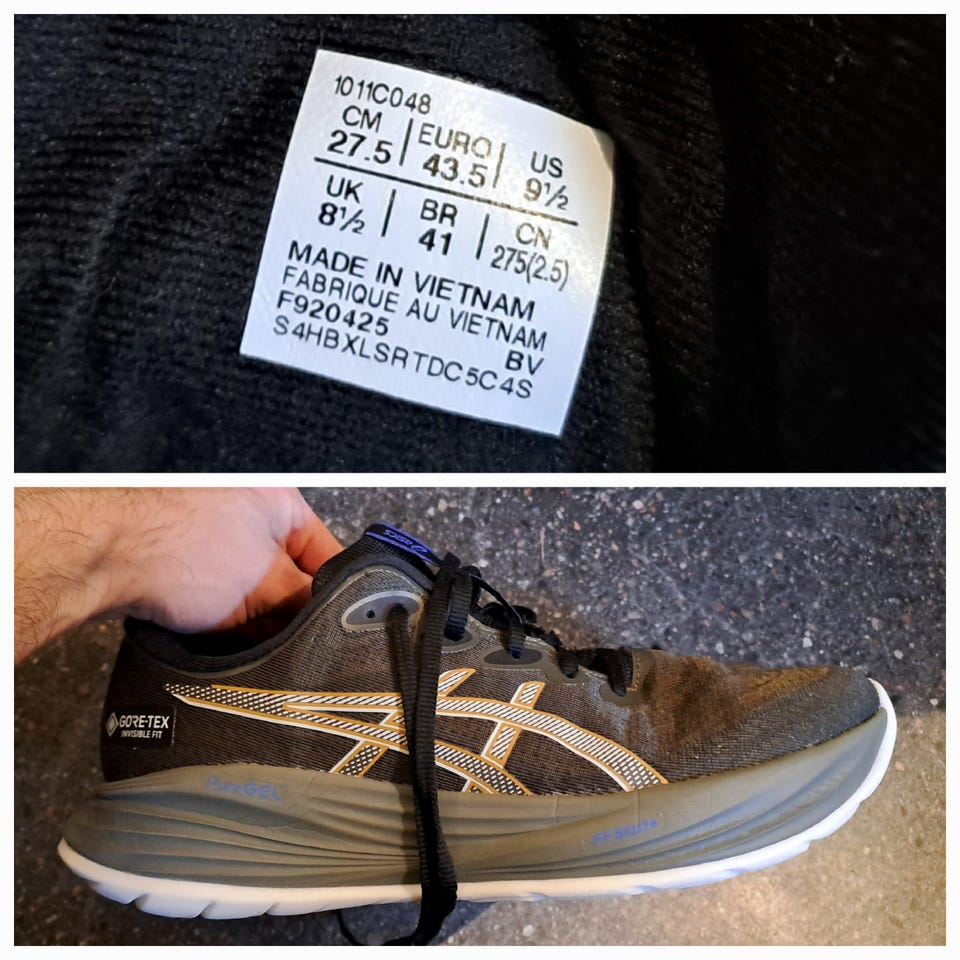 1011C048
CM EURO US
27.5 43.5 9½
UK BR CN
8½ 41 275(2.5)
MADE IN VIETNAM
FABRIQUE AU VIETNAM
F920425 BV
S4HBXLSRTDC5C4S
asics
GORE-TEX
INVISIBLE FIT
PureGEL
FF Blast+